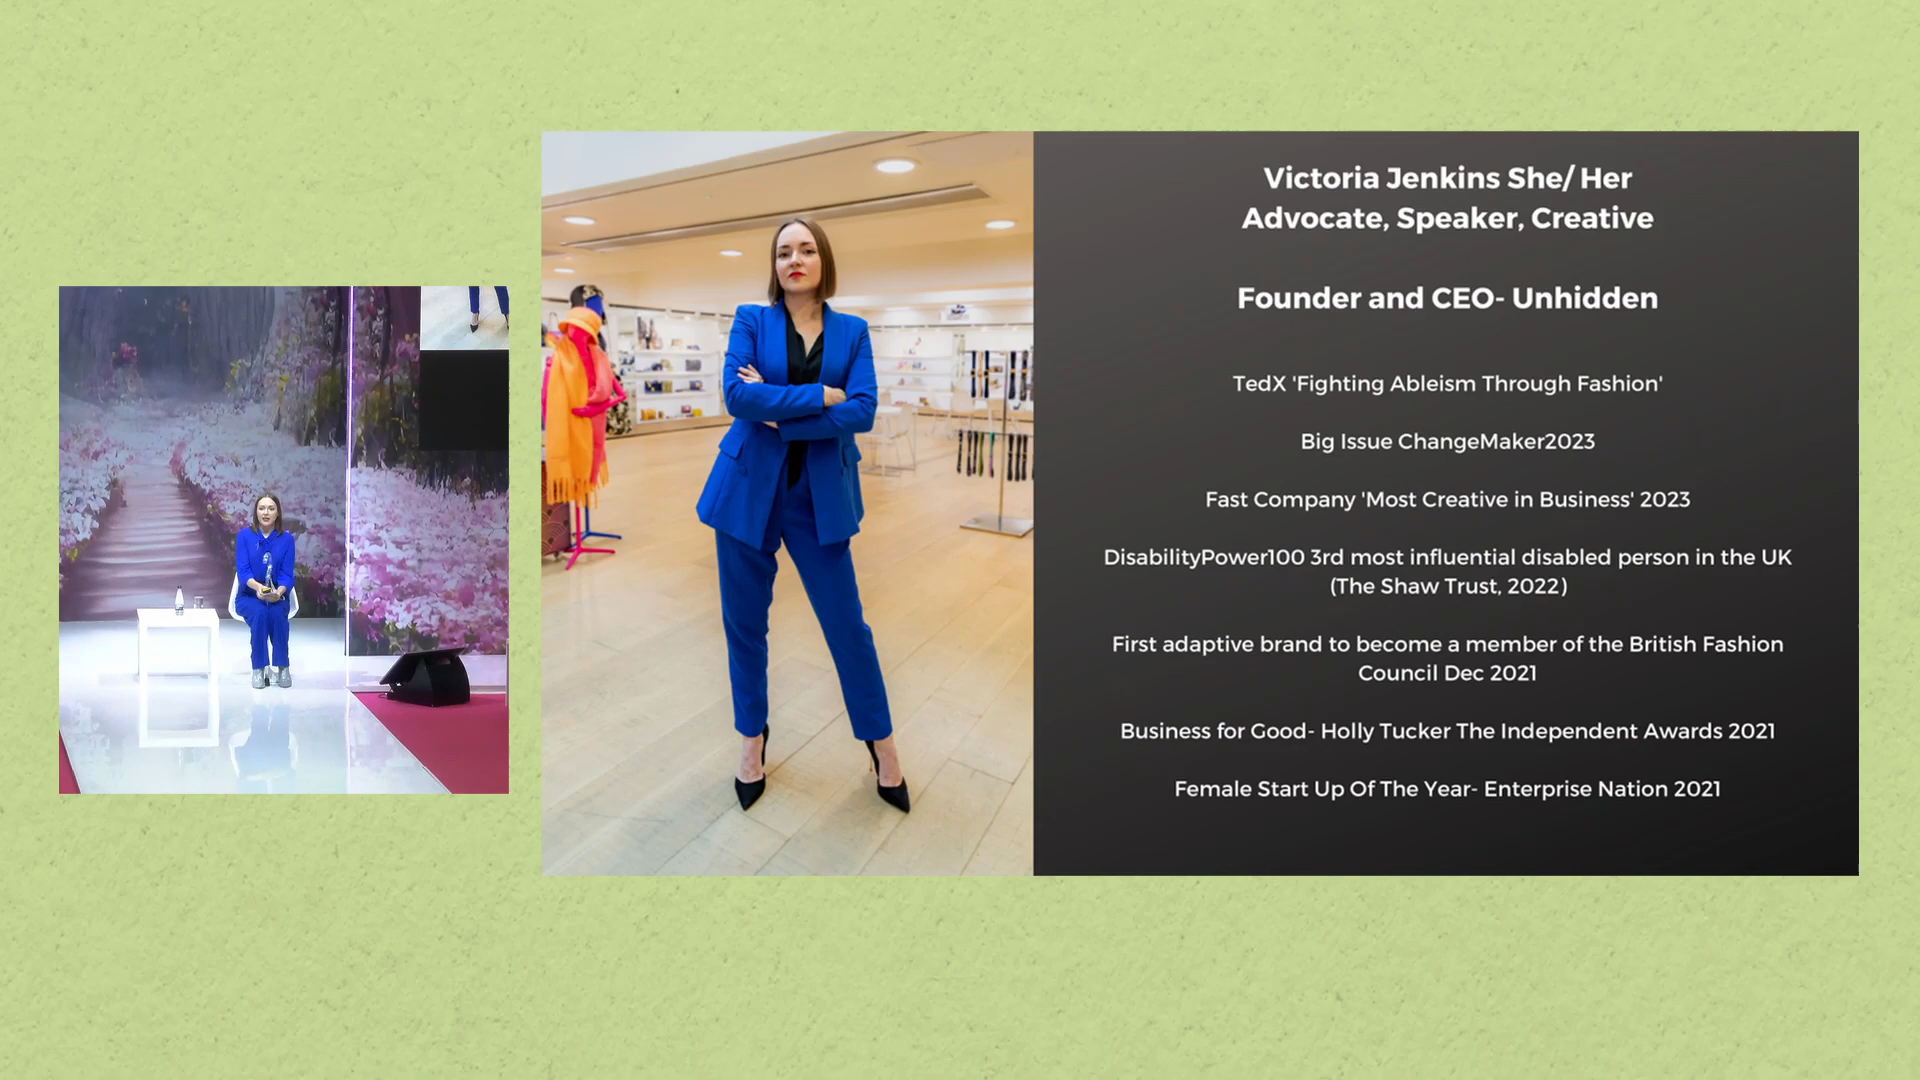 Victoria Jenkins She/ Her
Advocate, Speaker, Creative
Founder and CEO- Unhidden
TedX 'Fighting Ableism Through Fashion'
Big Issue ChangeMaker2023
Fast Company 'Most Creative in Business' 2023
DisabilityPower100 3rd most influential disabled person in the UK
(The Shaw Trust, 2022)
First adaptive brand to become a member of the British Fashion
Council Dec 2021
Business for Good- Holly Tucker The Independent Awards 2021
Female Start Up Of The Year- Enterprise Nation 2021